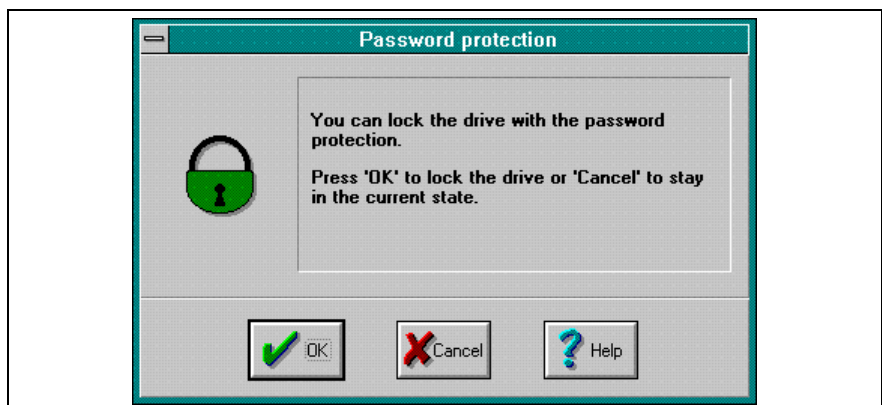 Password protection
You can lock the drive with the password
protection.
Press 'OK' to lock the drive or 'Cancel' to stay
in the current state.
OK
Cancel
Help